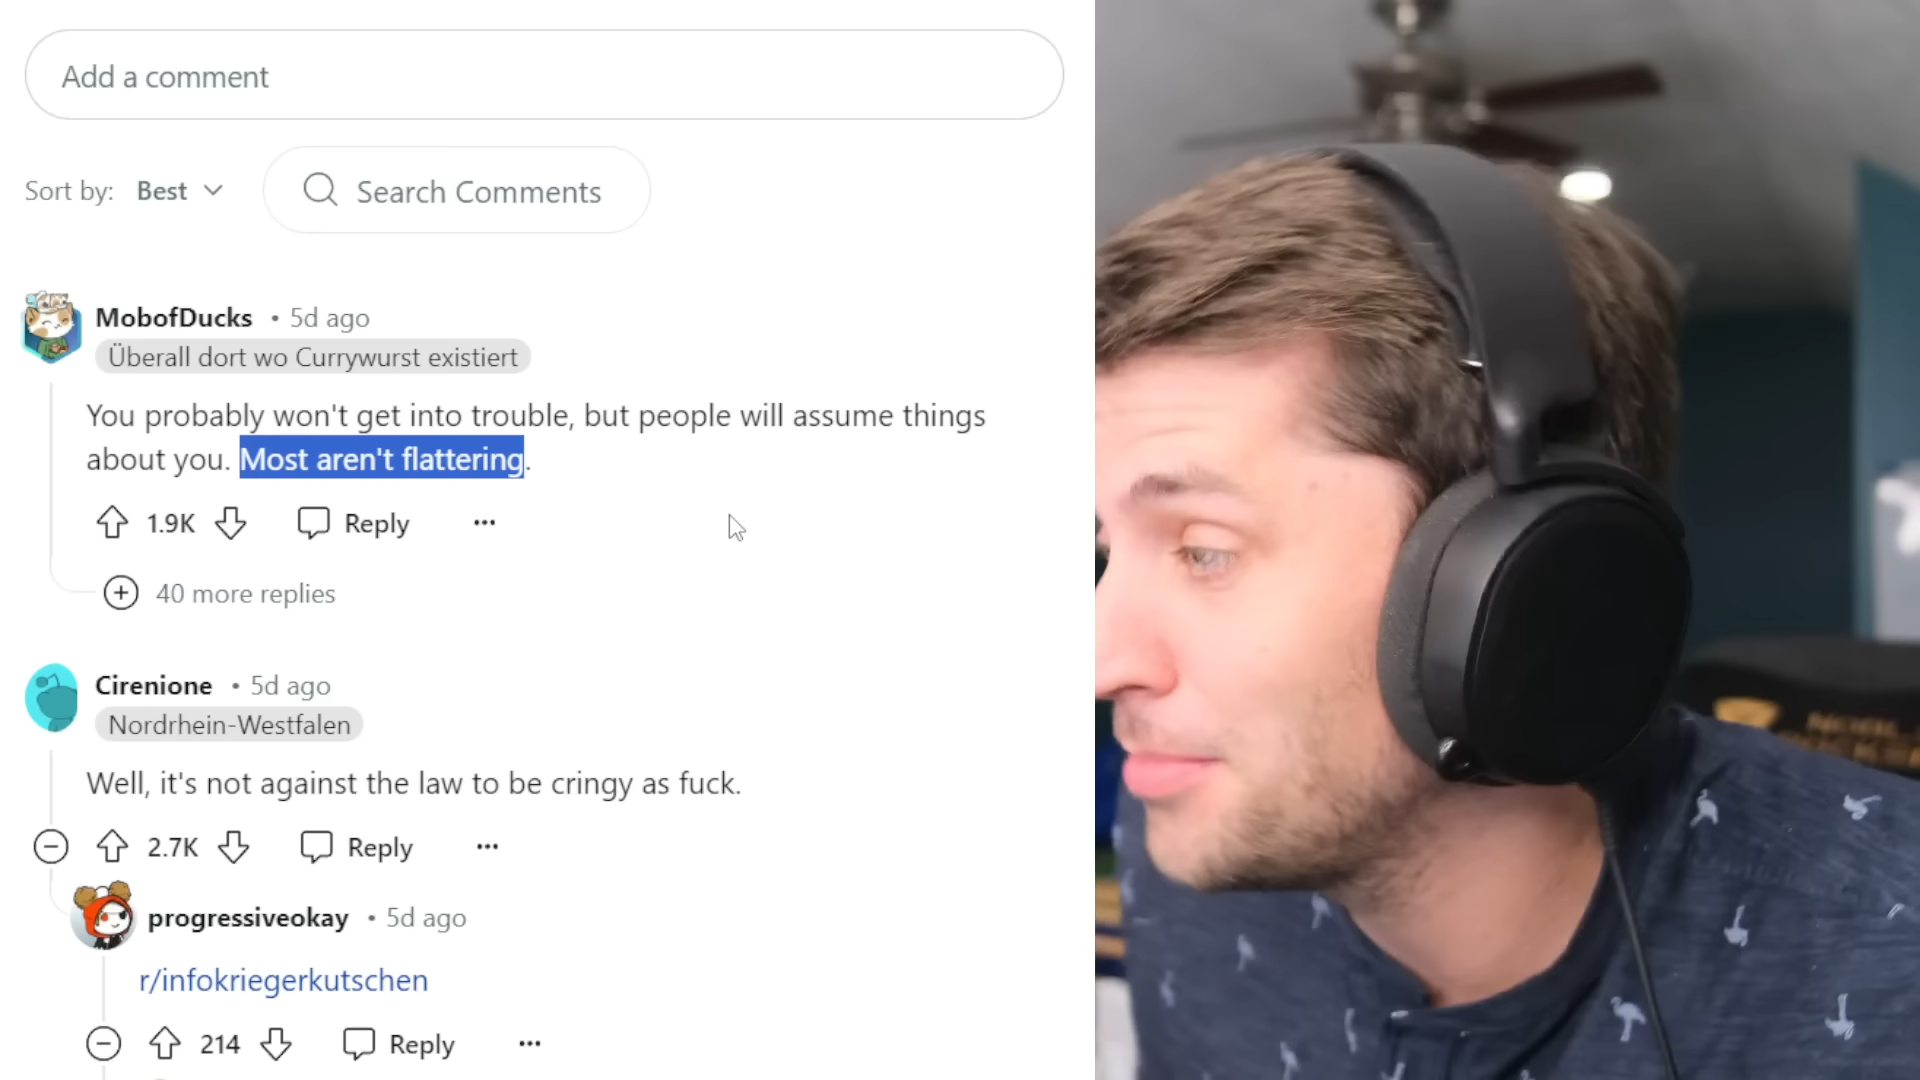 Add a comment
Sort by: Best
Search Comments
MobofDucks • 5d ago
Überall dort wo Currywurst existiert
You probably won't get into trouble, but people will assume things
about you. Most aren't flattering.
1.9K Reply ...
40 more replies
Cirenione • 5d ago
Nordrhein-Westfalen
Well, it's not against the law to be cringy as fuck.
2.7K Reply ...
progressiveokay • 5d ago
r/infokriegerkutschen
214 Reply ...